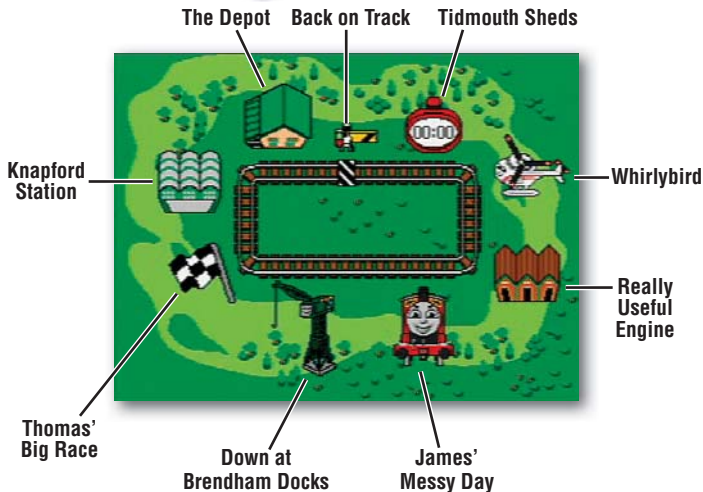 The Depot
Back on Track
Tidmouth Sheds
00:00
Knapford
Station
Whirlybird
Really
Useful
Engine
Thomas'
Big Race
Down at
Brendham Docks
James'
Messy Day